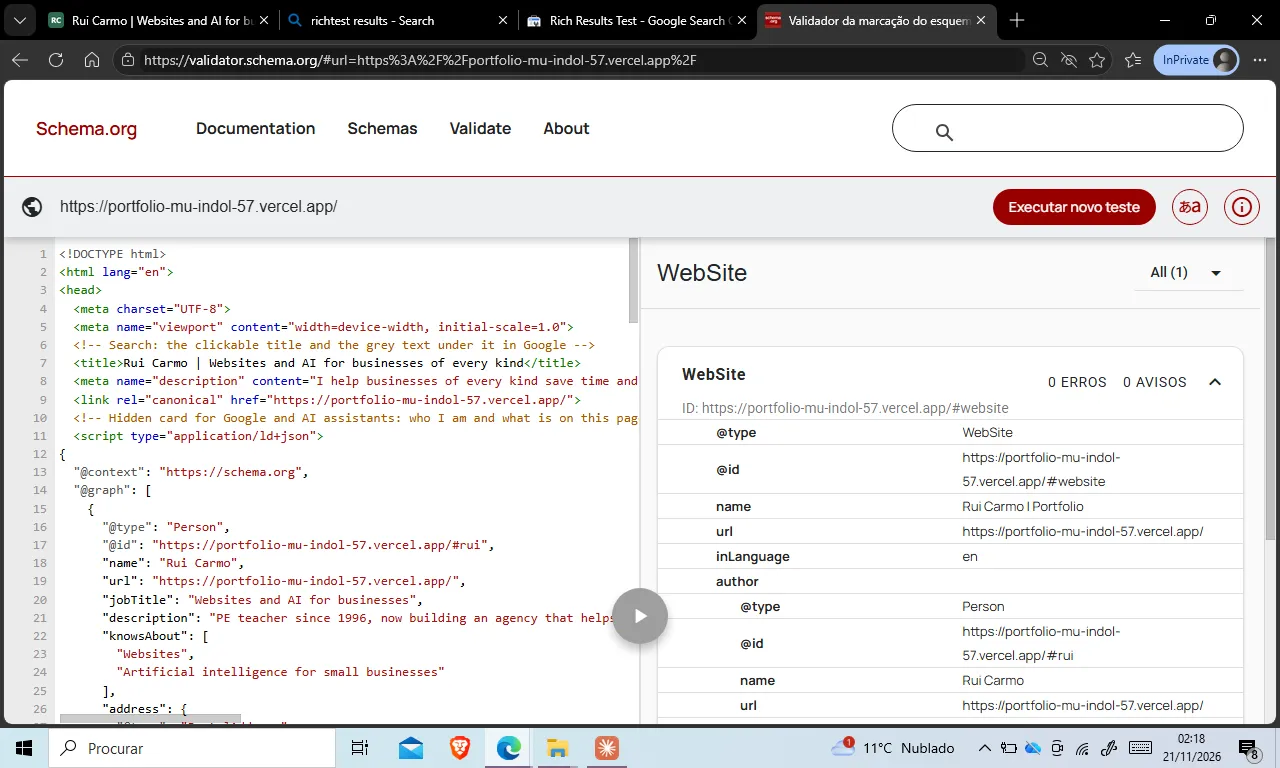 Rui Carmo | Websites and AI for bu
richtest results - Search
Rich Results Test - Google Search C
Validador da marcação do esquem
https://validator.schema.org/#url=https%3A%2F%2Fportfolio-mu-indol-57.vercel.app%2F
InPrivate
Schema.org
Documentation
Schemas
Validate
About
https://portfolio-mu-indol-57.vercel.app/
Executar novo teste
あa
1 <!DOCTYPE html>
2 <html lang="en">
3 <head>
4 <meta charset="UTF-8">
5 <meta name="viewport" content="width=device-width, initial-scale=1.0">
6 <!-- Search: the clickable title and the grey text under it in Google -->
7 <title>Rui Carmo | Websites and AI for businesses of every kind</title>
8 <meta name="description" content="I help businesses of every kind save time and
9 <link rel="canonical" href="https://portfolio-mu-indol-57.vercel.app/">
10 <!-- Hidden card for Google and AI assistants: who I am and what is on this pag
11 <script type="application/ld+json">
12 {
13 "@context": "https://schema.org",
14 "@graph": [
15 {
16 "@type": "Person",
17 "@id": "https://portfolio-mu-indol-57.vercel.app/#rui",
18 "name": "Rui Carmo",
19 "url": "https://portfolio-mu-indol-57.vercel.app/",
20 "jobTitle": "Websites and AI for businesses",
21 "description": "PE teacher since 1996, now building an agency that helps
22 "knowsAbout": [
23 "Websites",
24 "Artificial intelligence for small businesses"
25 ],
26 "address": {
WebSite
All (1)
WebSite
0 ERROS 0 AVISOS
ID: https://portfolio-mu-indol-57.vercel.app/#website
@type WebSite
@id https://portfolio-mu-indol-
57.vercel.app/#website
name Rui Carmo | Portfolio
url https://portfolio-mu-indol-57.vercel.app/
inLanguage en
author
@type Person
@id https://portfolio-mu-indol-
57.vercel.app/#rui
name Rui Carmo
url https://portfolio-mu-indol-57.vercel.app/
Procurar
1
11°C Nublado
02:18
21/11/2026
8